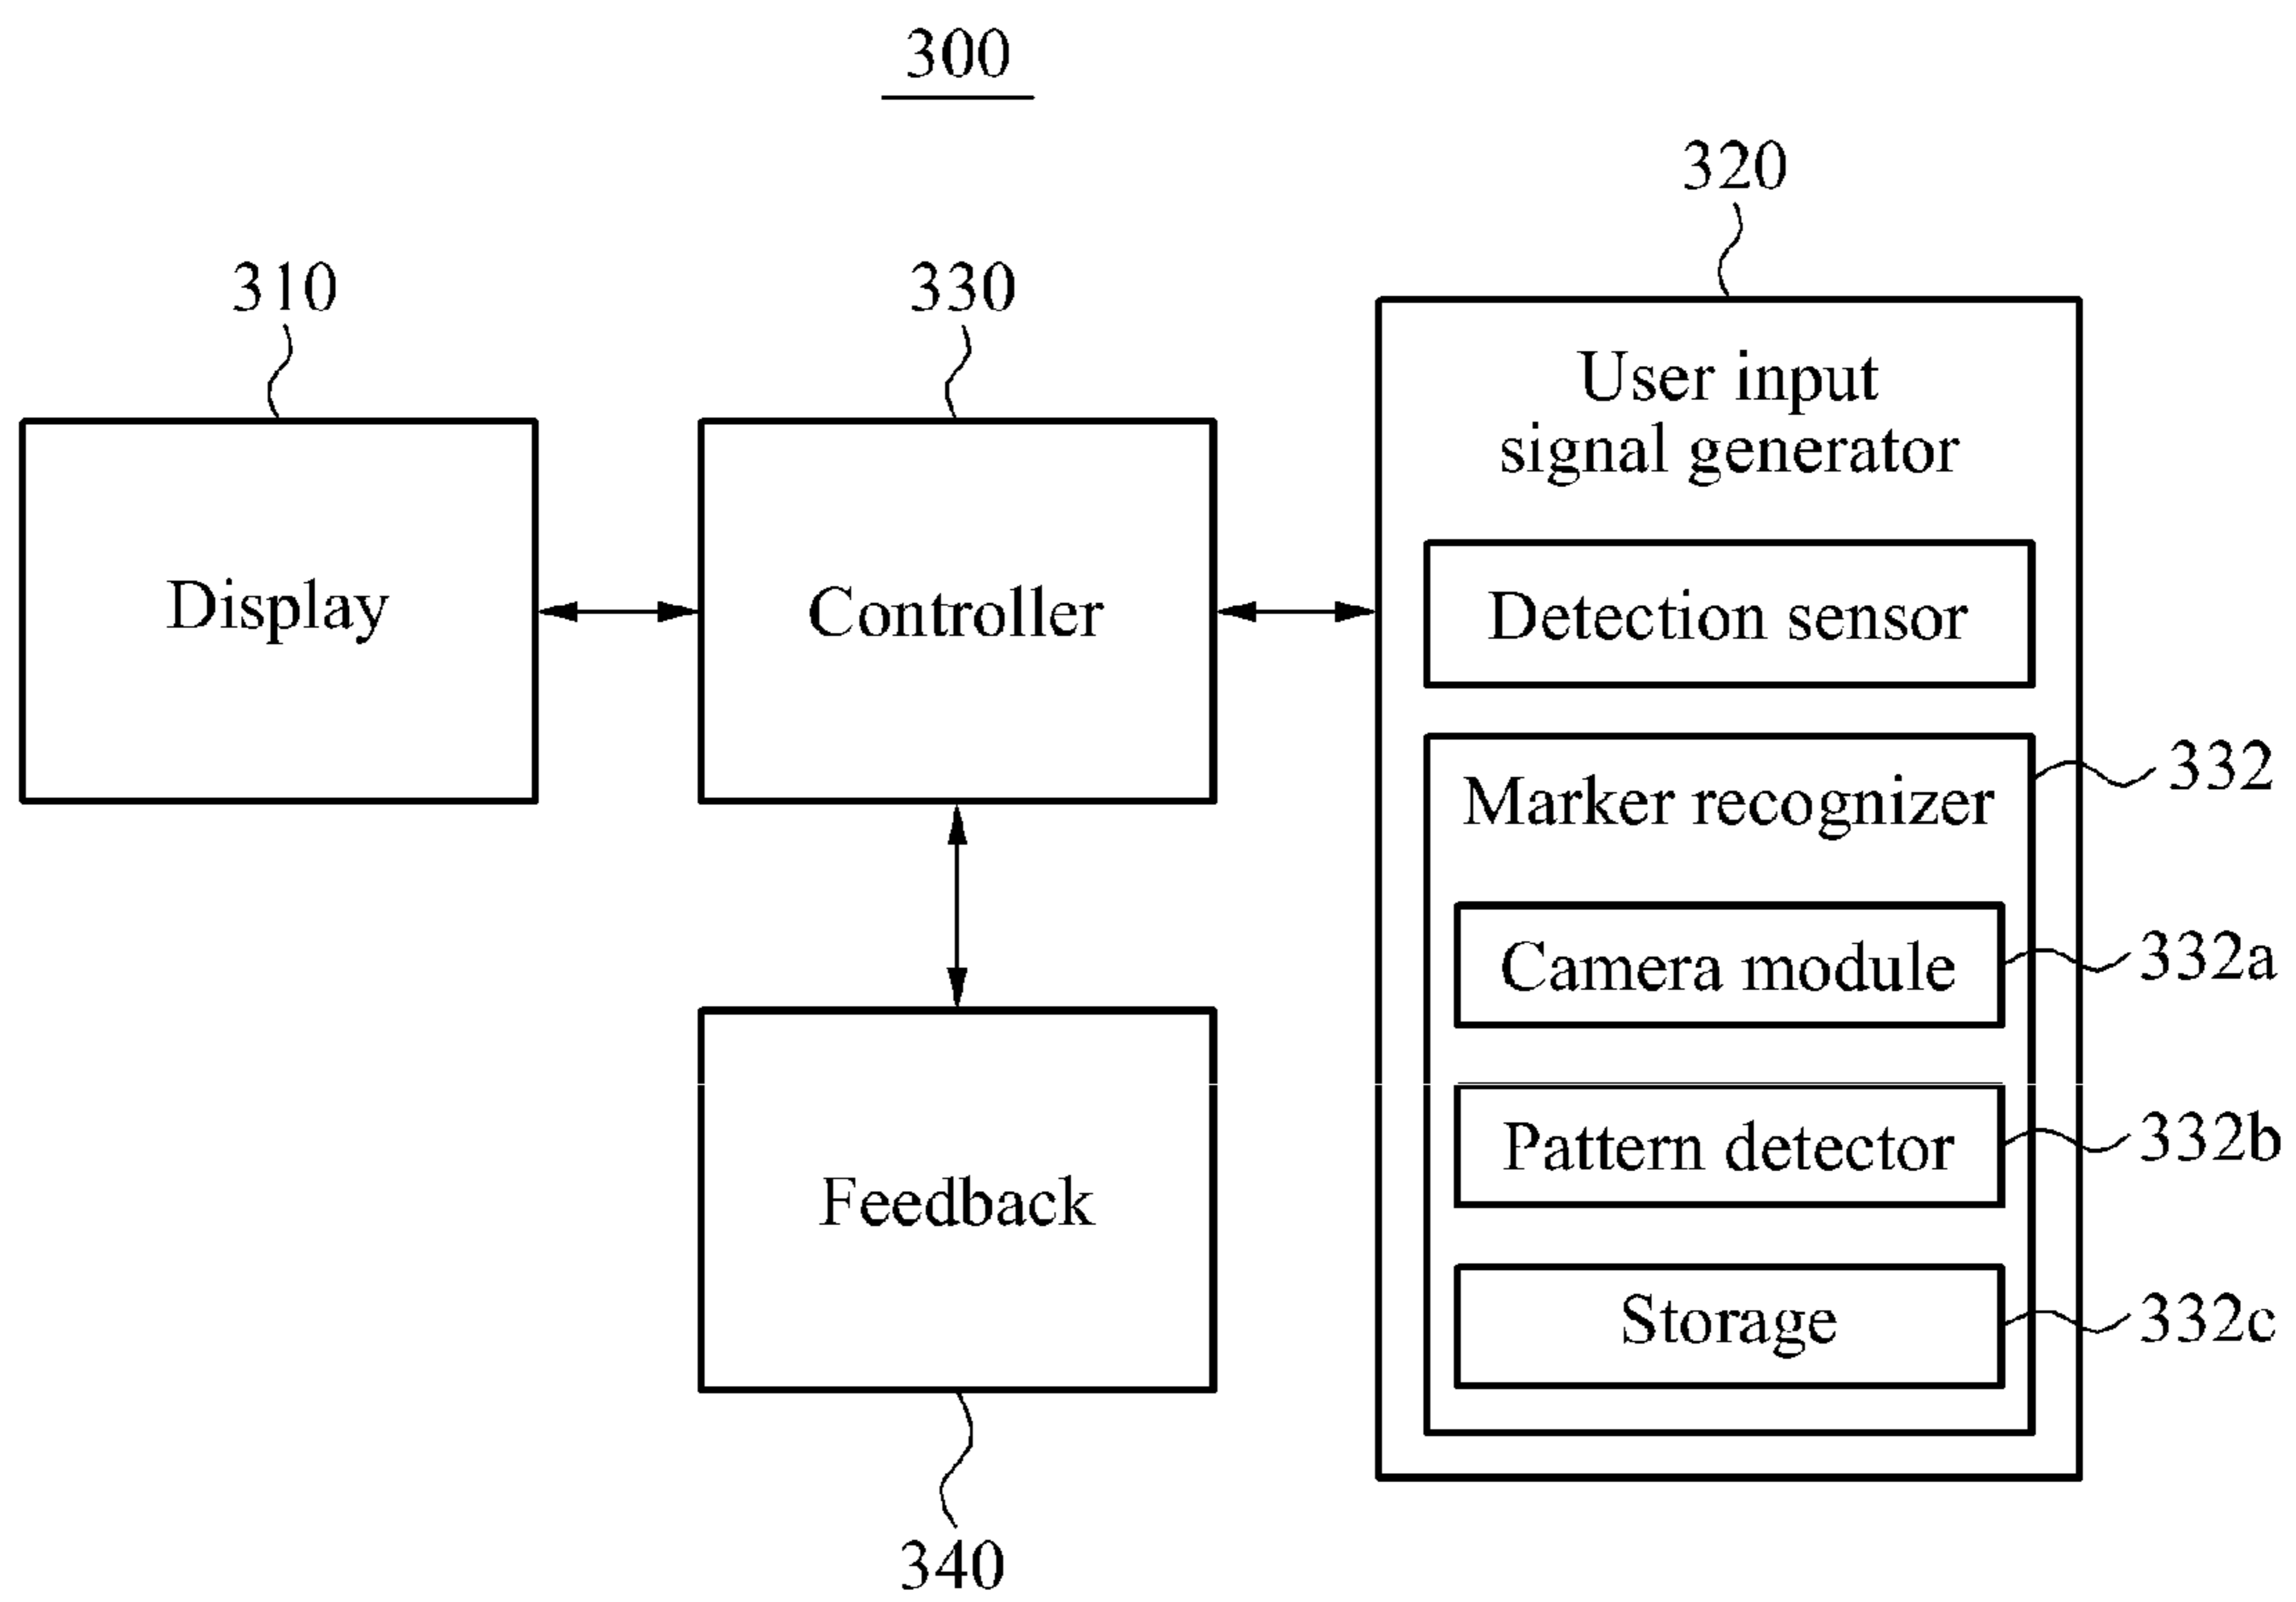 300
320
310
330
User input
signal generator
Display
Controller
Detection sensor
332
Marker recognizer
Camera module
332a
Pattern detector
332b
Feedback
Storage
332c
340